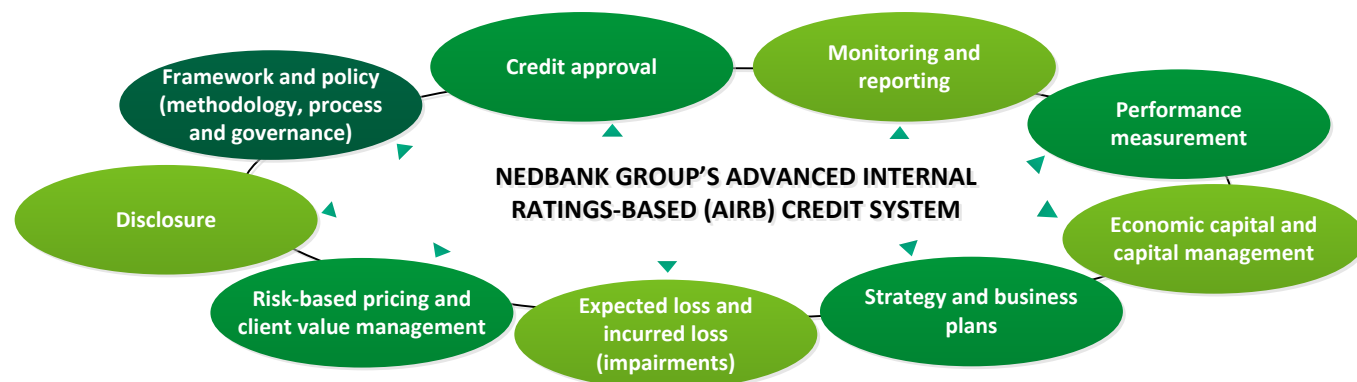 Framework and policy
(methodology, process
and governance)
Credit approval
Monitoring and
reporting
Performance
measurement
NEDBANK GROUP’S ADVANCED INTERNAL
RATINGS-BASED (AIRB) CREDIT SYSTEM
Disclosure
Economic capital and
capital management
Risk-based pricing and
client value management
Expected loss and
incurred loss
(impairments)
Strategy and business
plans